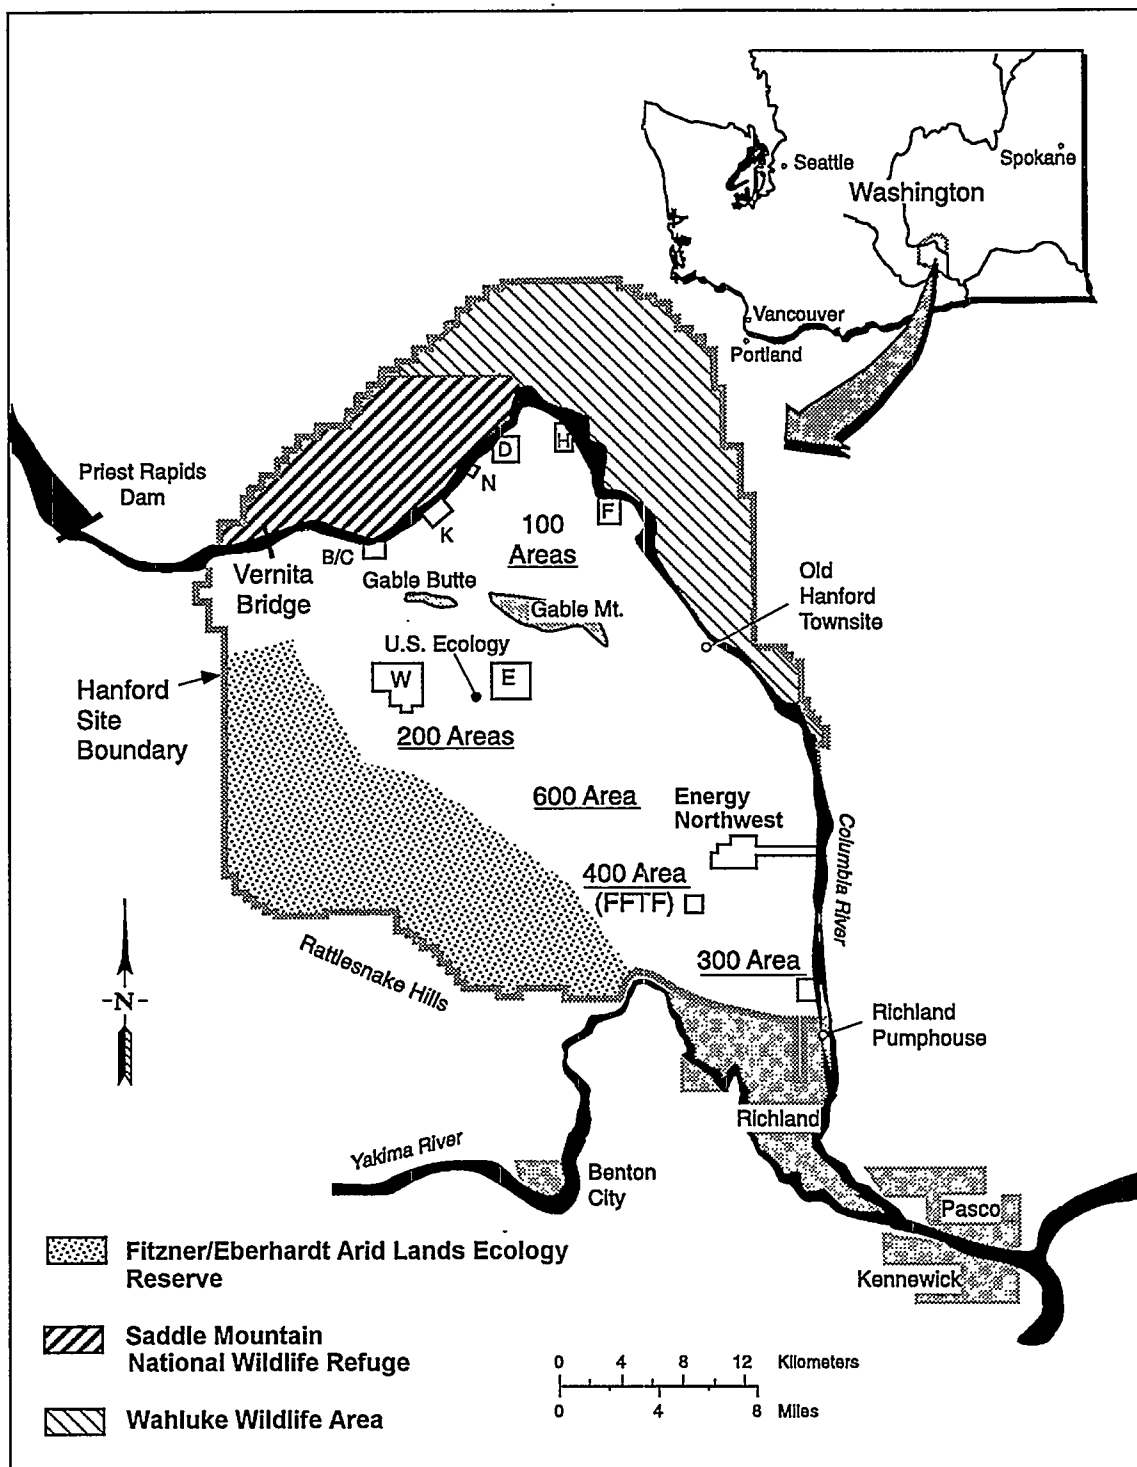 Seattle
Spokane
Washington
Vancouver
Portland
Priest Rapids
Dam
D
H
N
F
K
B/C
100
Areas
Vernita
Bridge
Gable Butte
Gable Mt.
Old
Hanford
Townsite
U.S. Ecology
W
E
Hanford
Site
Boundary
200 Areas
600 Area
Energy
Northwest
Columbia River
400 Area
(FFTF)
Rattlesnake Hills
300 Area
-N-
Richland
Pumphouse
Richland
Yakima River
Benton
City
Pasco
Kennewick
Fitzner/Eberhardt Arid Lands Ecology
Reserve
Saddle Mountain
National Wildlife Refuge
Wahluke Wildlife Area
0 4 8 12 Kilometers
0 4 8 Miles